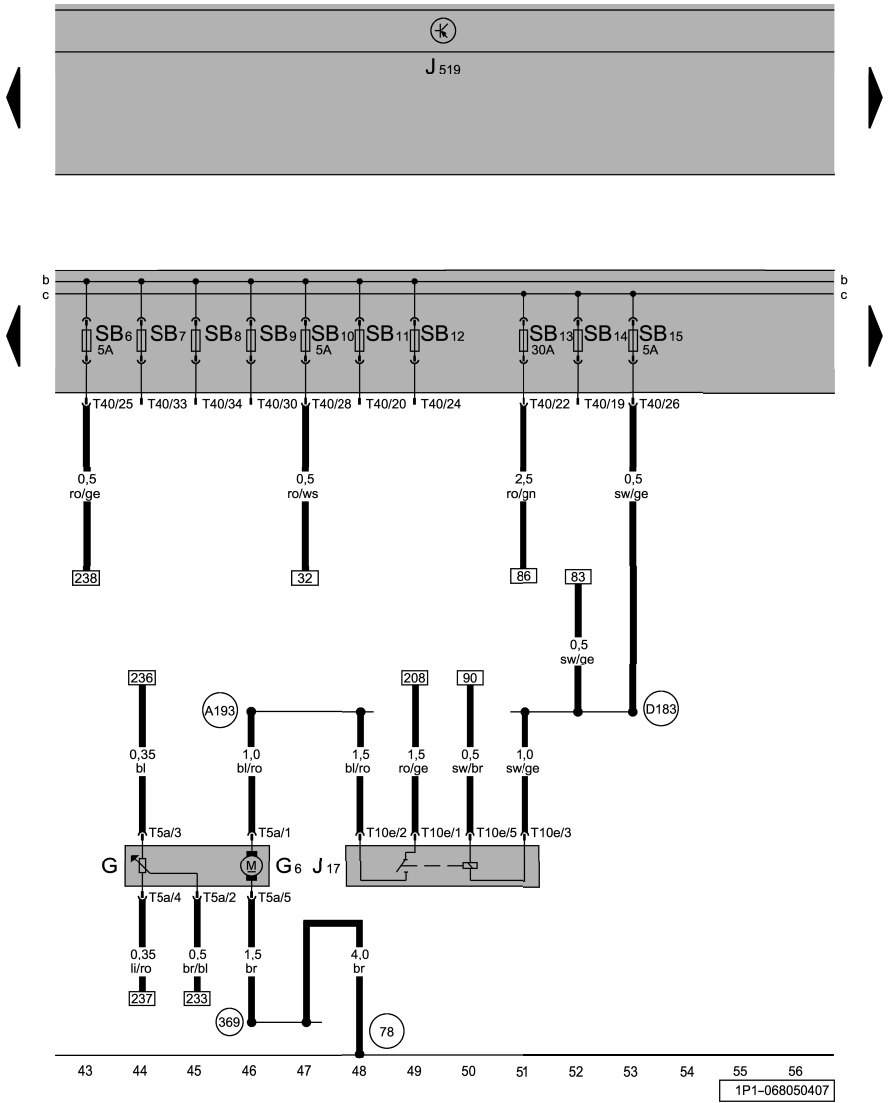 J 519
b b
c c
SB6 SB7 SB8 SB9 SB10 SB11 SB12 SB13 SB14 SB15
5A 5A 30A 5A
T40/25 T40/33 T40/34 T40/30 T40/28 T40/20 T40/24 T40/22 T40/19 T40/26
0,5 0,5 2,5 0,5
ro/ge ro/ws ro/gn sw/ge
238 32 86 83
0,5
sw/ge
236 208 90
A193 D183
0,35 1,0 1,5 1,5 0,5 1,0
bl bl/ro bl/ro ro/ge sw/br sw/ge
T5a/3 T5a/1 T10e/2 T10e/1 T10e/5 T10e/3
G M G6 J17
T5a/4 T5a/2 T5a/5
0,35 0,5 1,5 4,0
li/ro br/bl br br
237 233
369 78
43 44 45 46 47 48 49 50 51 52 53 54 55 56
1P1-068050407